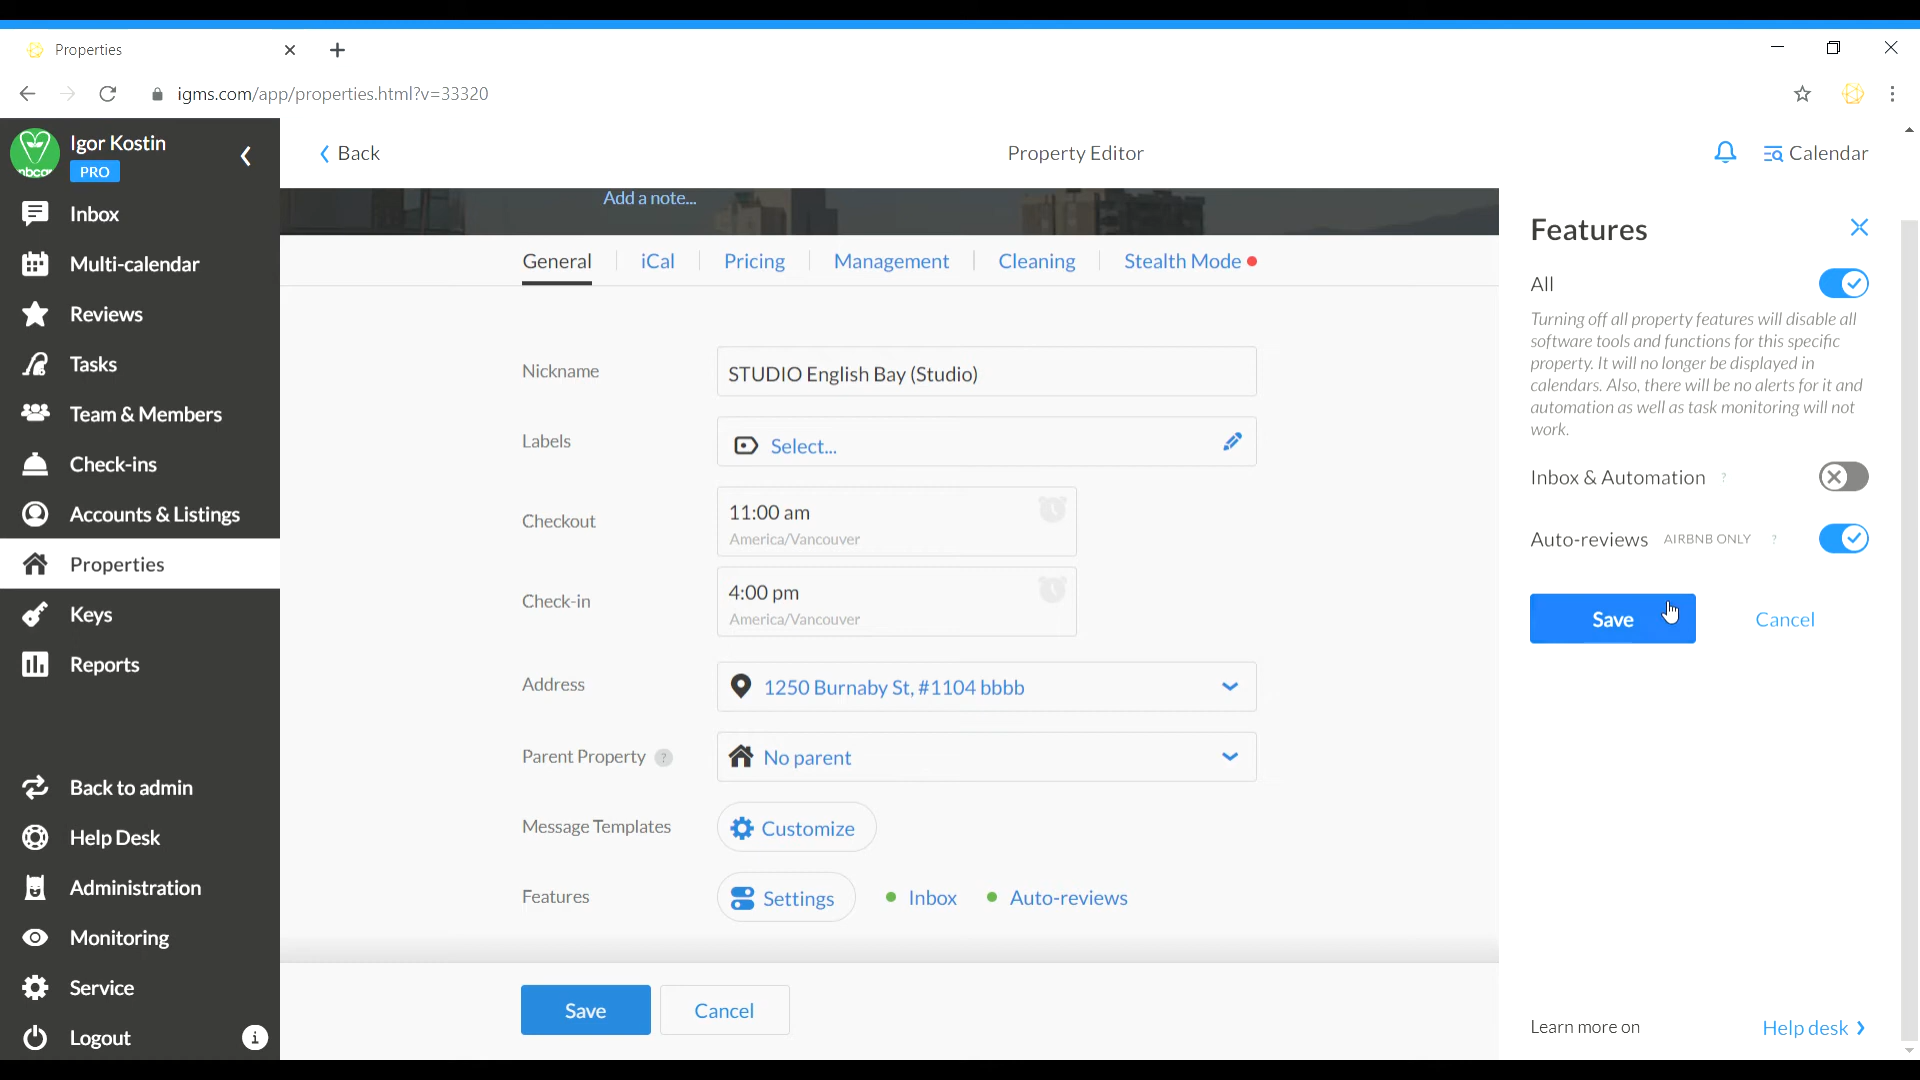 Properties
igms.com/app/properties.html?v=33320
Igor Kostin
PRO
Back
Property Editor
Calendar
Inbox
Multi-calendar
Reviews
Tasks
Team & Members
Check-ins
Accounts & Listings
Properties
Keys
Reports
Back to admin
Help Desk
Administration
Monitoring
Service
Logout
Add a note...
General
iCal
Pricing
Management
Cleaning
Stealth Mode
Nickname
STUDIO English Bay (Studio)
Labels
Select...
Checkout
11:00 am
America/Vancouver
Check-in
4:00 pm
America/Vancouver
Address
1250 Burnaby St, #1104 bbbb
Parent Property ?
No parent
Message Templates
Customize
Features
Settings
Inbox
Auto-reviews
Save
Cancel
Features
All
Turning off all property features will disable all
software tools and functions for this specific
property. It will no longer be displayed in
calendars. Also, there will be no alerts for it and
automation as well as task monitoring will not
work.
Inbox & Automation ?
Auto-reviews AIRBNB ONLY ?
Save
Cancel
Learn more on
Help desk